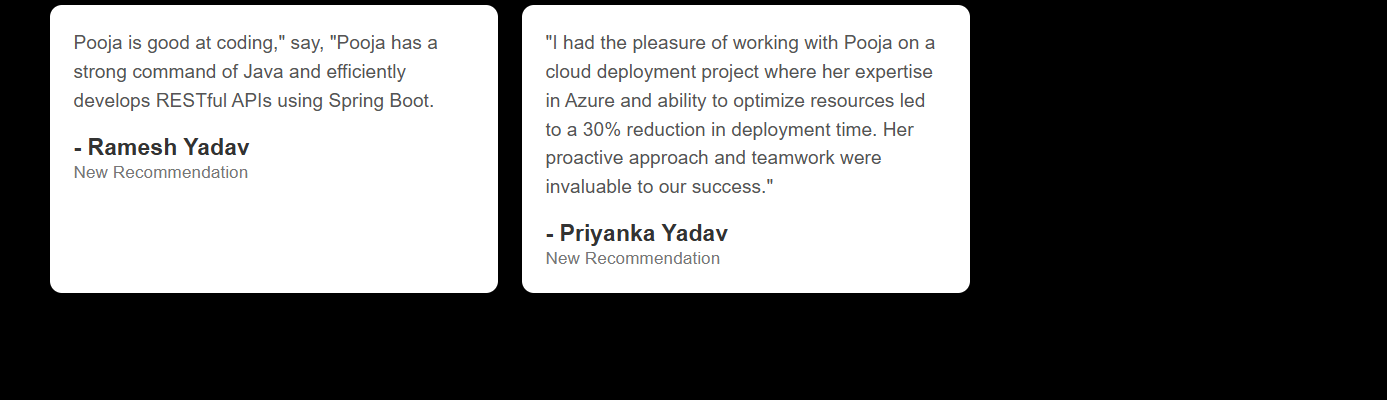 Pooja is good at coding," say, "Pooja has a
strong command of Java and efficiently
develops RESTful APIs using Spring Boot.
- Ramesh Yadav
New Recommendation
"I had the pleasure of working with Pooja on a
cloud deployment project where her expertise
in Azure and ability to optimize resources led
to a 30% reduction in deployment time. Her
proactive approach and teamwork were
invaluable to our success."
- Priyanka Yadav
New Recommendation